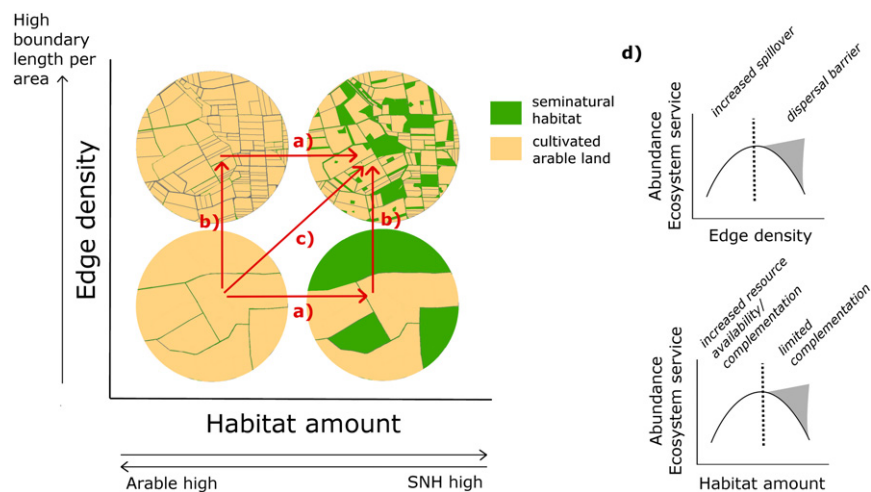 High
boundary
length per
area
Edge density
a)
b)
c)
b)
a)
Habitat amount
Arable high
SNH high
seminatural
habitat
cultivated
arable land
d)
increased spillover
dispersal barrier
Abundance
Ecosystem service
Edge density
increased resource
availability/
complementation
limited
complementation
Abundance
Ecosystem service
Habitat amount